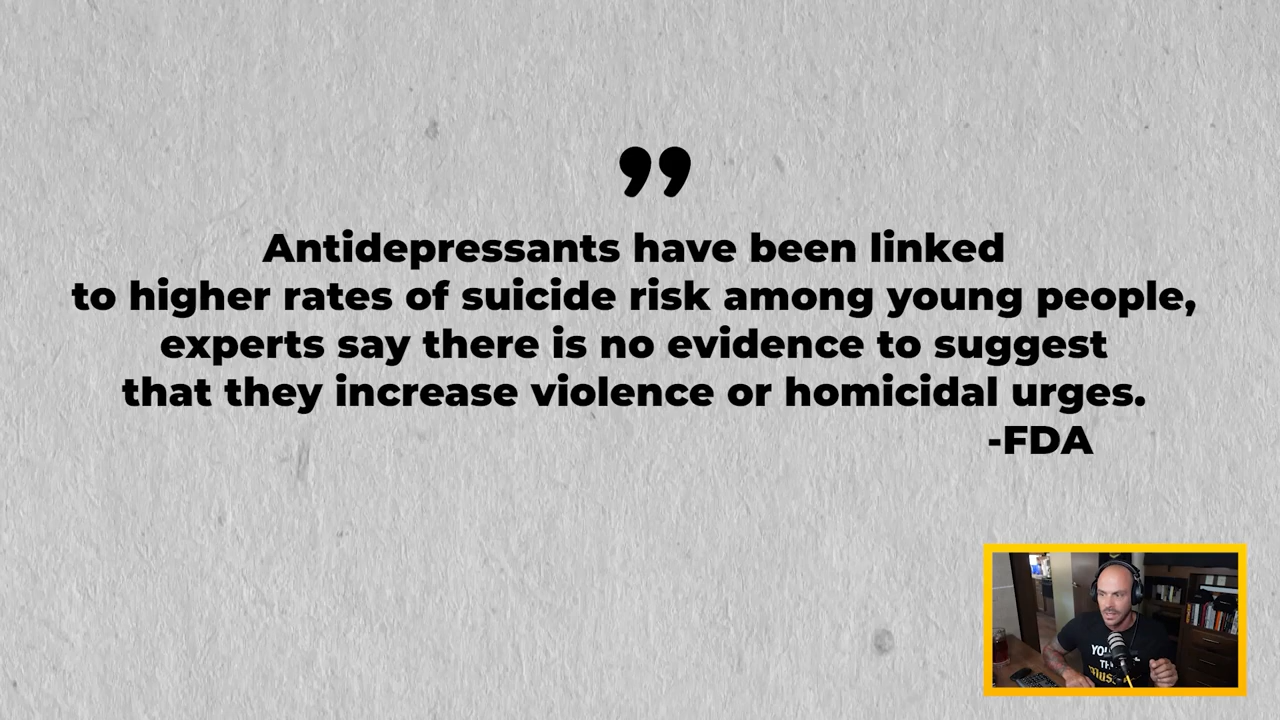 ”
Antidepressants have been linked
to higher rates of suicide risk among young people,
experts say there is no evidence to suggest
that they increase violence or homicidal urges.
-FDA